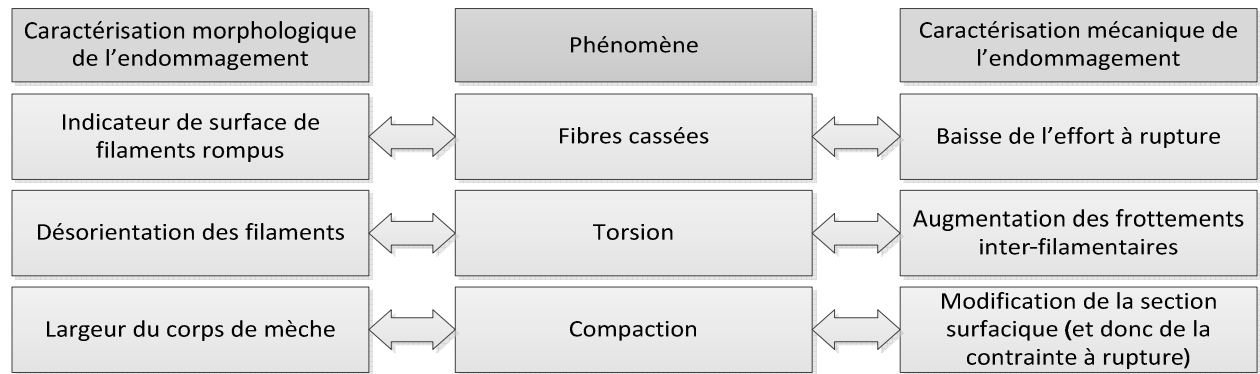 Caractérisation morphologique
de l’endommagement
Phénomène
Caractérisation mécanique de
l’endommagement
Indicateur de surface de
filaments rompus
Fibres cassées
Baisse de l’effort à rupture
Désorientation des filaments
Torsion
Augmentation des frottements
inter-filamentaires
Largeur du corps de mèche
Compaction
Modification de la section
surfacique (et donc de la
contrainte à rupture)